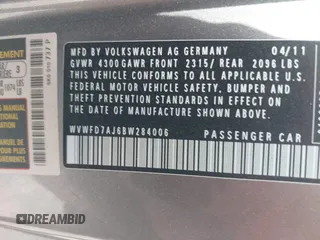 MFD BY VOLKSWAGEN AG GERMANY 04/11
GVWR 4300 GAWR FRONT 2315/ REAR 2096 LBS
THIS VEHICLE CONFORMS TO ALL APPLICABLE U.S.
FEDERAL MOTOR VEHICLE SAFETY, BUMPER, AND
THEFT PREVENTION STANDARDS IN EFFECT ON
THE DATE OF MANUFACTURE SHOWN ABOVE.
WVWFD7AJ6BW284006 PASSENGER CAR
DREAMBID